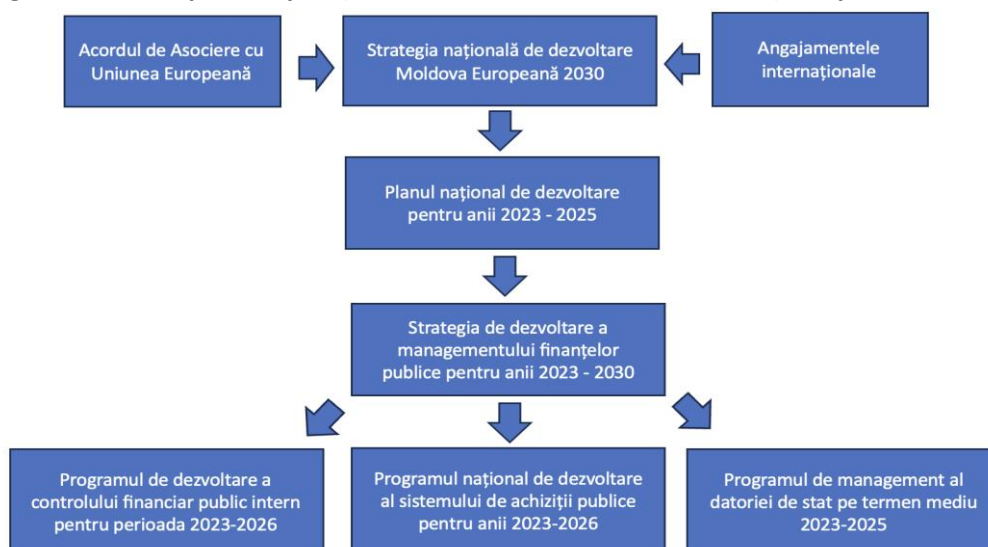 Acordul de Asociere cu
Uniunea Europeană
Strategia națională de dezvoltare
Moldova Europeană 2030
Angajamentele
internaționale
Planul național de dezvoltare
pentru anii 2023 - 2025
Strategia de dezvoltare a
managementului finanțelor
publice pentru anii 2023 - 2030
Programul de dezvoltare a
controlului financiar public intern
pentru perioada 2023-2026
Programul național de dezvoltare
al sistemului de achiziții publice
pentru anii 2023-2026
Programul de management al
datoriei de stat pe termen mediu
2023-2025